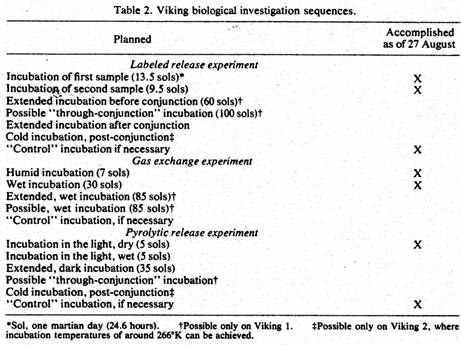 Table 2. Viking biological investigation sequences.
Planned Accomplished as of 27 August
Labeled release experiment
Incubation of first sample (13.5 sols)* X
Incubation of second sample (9.5 sols) X
Extended incubation before conjunction (60 sols)†
Possible "through-conjunction" incubation (100 sols)†
Extended incubation after conjunction
Cold incubation, post-conjunction‡
"Control" incubation if necessary X
Gas exchange experiment
Humid incubation (7 sols) X
Wet incubation (30 sols) X
Extended, wet incubation (85 sols)†
Possible, wet incubation (85 sols)†
"Control" incubation, if necessary
Pyrolytic release experiment
Incubation in the light, dry (5 sols) X
Incubation in the light, wet (5 sols)
Extended, dark incubation (35 sols)
Possible "through-conjunction" incubation†
Cold incubation, post-conjunction‡
"Control" incubation, if necessary X
*Sol, one martian day (24.6 hours). †Possible only on Viking 1. ‡Possible only on Viking 2, where
incubation temperatures of around 266°K can be achieved.